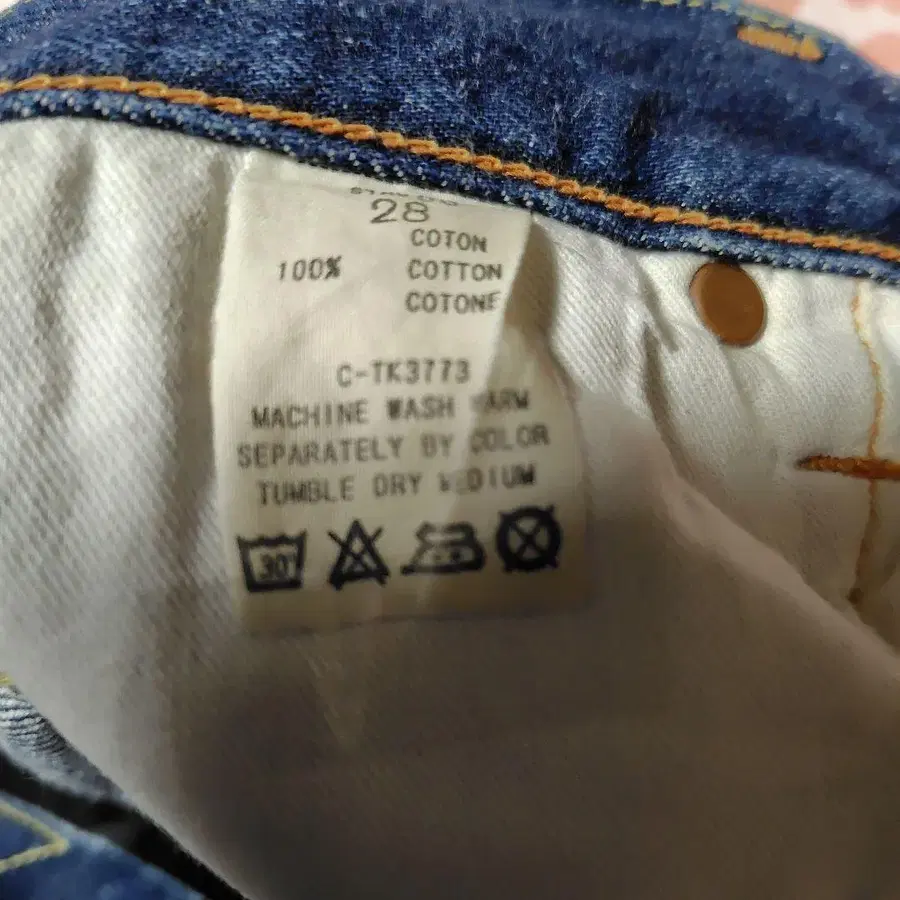 28
COTON
100% COTTON
COTONE
C-TK3773
MACHINE WASH WARM
SEPARATELY BY COLOR
TUMBLE DRY MEDIUM
30°